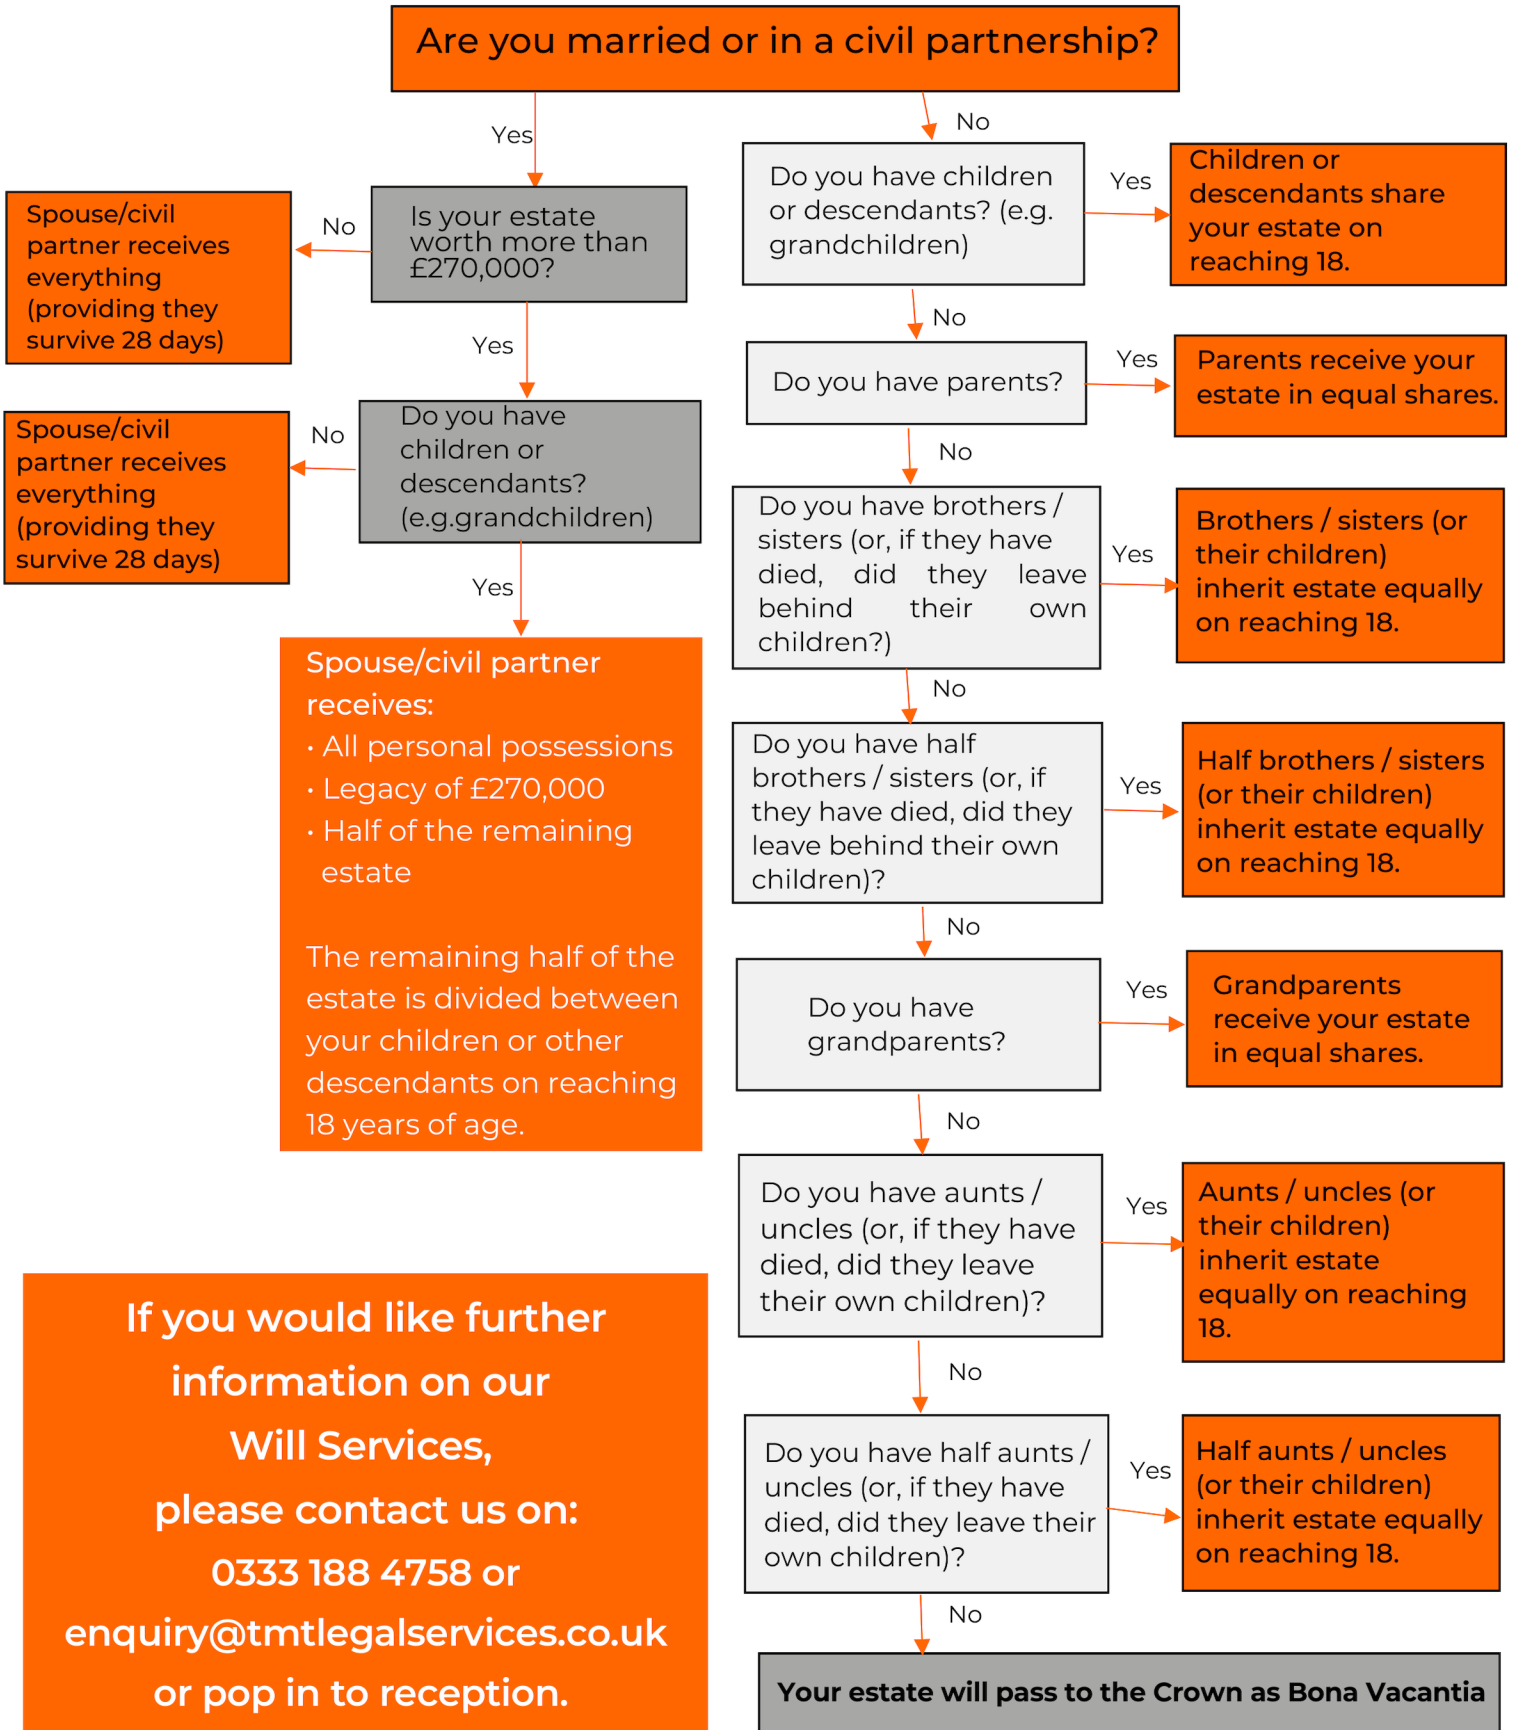 Are you married or in a civil partnership?
Yes
No
Is your estate
worth more than
£270,000?
No
Spouse/civil
partner receives
everything
(providing they
survive 28 days)
Yes
Do you have
children or
descendants?
(e.g.grandchildren)
No
Spouse/civil
partner receives
everything
(providing they
survive 28 days)
Yes
Spouse/civil partner
receives:
• All personal possessions
• Legacy of £270,000
• Half of the remaining
estate
The remaining half of the
estate is divided between
your children or other
descendants on reaching
18 years of age.
Do you have children
or descendants? (e.g.
grandchildren)
Yes
Children or
descendants share
your estate on
reaching 18.
No
Do you have parents?
Yes
Parents receive your
estate in equal shares.
No
Do you have brothers /
sisters (or, if they have
died, did they leave
behind their own
children?)
Yes
Brothers / sisters (or
their children)
inherit estate equally
on reaching 18.
No
Do you have half
brothers / sisters (or, if
they have died, did they
leave behind their own
children)?
Yes
Half brothers / sisters
(or their children)
inherit estate equally
on reaching 18.
No
Do you have
grandparents?
Yes
Grandparents
receive your estate
in equal shares.
No
Do you have aunts /
uncles (or, if they have
died, did they leave
their own children)?
Yes
Aunts / uncles (or
their children)
inherit estate
equally on reaching
18.
No
Do you have half aunts /
uncles (or, if they have
died, did they leave their
own children)?
Yes
Half aunts / uncles
(or their children)
inherit estate equally
on reaching 18.
No
Your estate will pass to the Crown as Bona Vacantia
If you would like further
information on our
Will Services,
please contact us on:
0333 188 4758 or
enquiry@tmtlegalservices.co.uk
or pop in to reception.